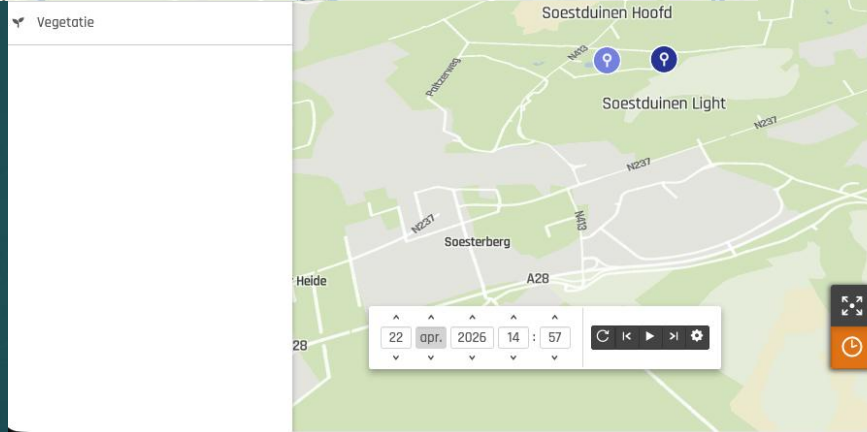 Vegetatie
Soestduinen Hoofd
N413
Paltzerweg
Soestduinen Light
N237
N237
N413
N237
Soesterberg
Heide
A28
28
22 apr. 2026 14 : 57